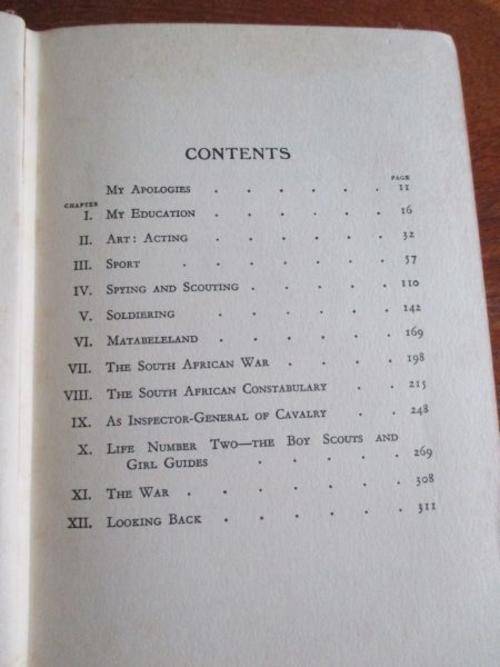 CONTENTS
PAGE
My Apologies . . . . . . 11
CHAPTER
I. My Education . . . . . . 16
II. Art: Acting . . . . . . 32
III. Sport . . . . . . 57
IV. Spying and Scouting . . . . . 110
V. Soldiering . . . . . . 142
VI. Matabeleland . . . . . . 169
VII. The South African War . . . . 198
VIII. The South African Constabulary . . 215
IX. As Inspector-General of Cavalry . . 248
X. Life Number Two—the Boy Scouts and
Girl Guides . . . . . 269
XI. The War . . . . . . 308
XII. Looking Back . . . . . . 311